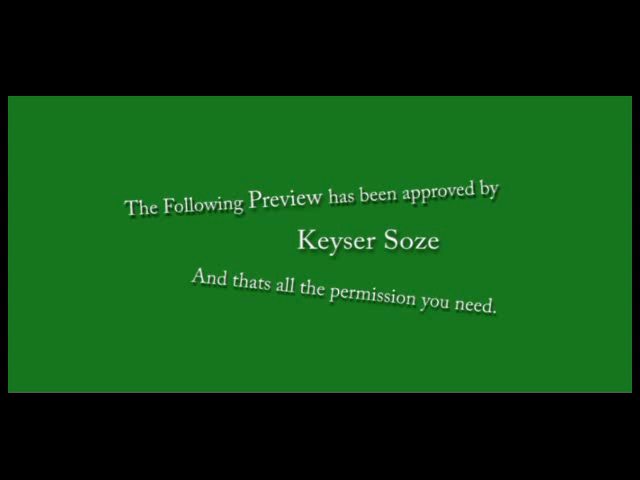 The Following Preview has been approved by
Keyser Soze
And thats all the permission you need.